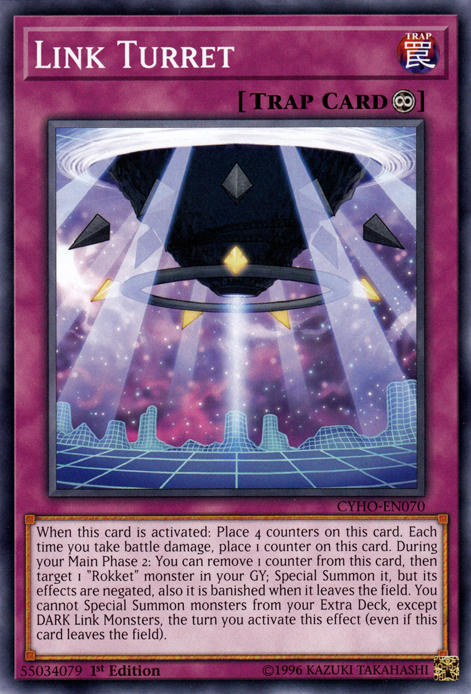 LINK TURRET
TRAP
罠
[TRAP CARD]
CYHO-EN070
When this card is activated: Place 4 counters on this card. Each
time you take battle damage, place 1 counter on this card. During
your Main Phase 2: You can remove 1 counter from this card, then
target 1 "Rokket" monster in your GY; Special Summon it, but its
effects are negated, also it is banished when it leaves the field. You
cannot Special Summon monsters from your Extra Deck, except
DARK Link Monsters, the turn you activate this effect (even if this
card leaves the field).
55034079 1st Edition ©1996 KAZUKI TAKAHASHI